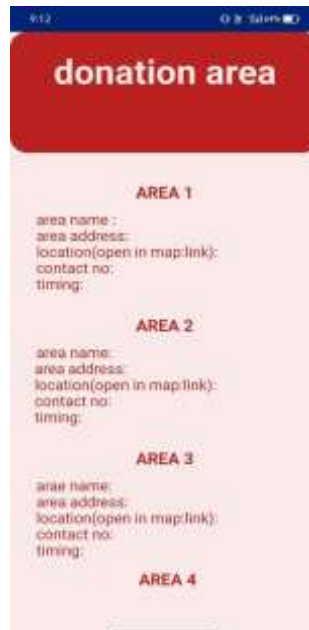 9:12
donation area
AREA 1
area name :
area address:
location(open in map:link):
contact no:
timing:
AREA 2
area name:
area address:
location(open in map:link):
contact no:
timing:
AREA 3
arae name:
area address:
location(open in map:link):
contact no:
timing:
AREA 4